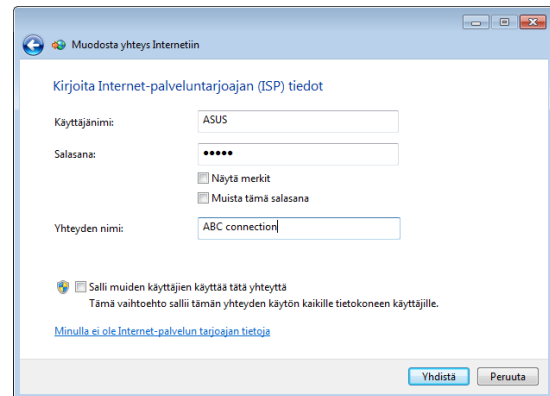 Muodosta yhteys Internetiin
Kirjoita Internet-palveluntarjoajan (ISP) tiedot
Käyttäjänimi: ASUS
Salasana: •••••
Näytä merkit
Muista tämä salasana
Yhteyden nimi: ABC connection
Salli muiden käyttäjien käyttää tätä yhteyttä
Tämä vaihtoehto sallii tämän yhteyden käytön kaikille tietokoneen käyttäjille.
Minulla ei ole Internet-palvelun tarjoajan tietoja
Yhdistä Peruuta